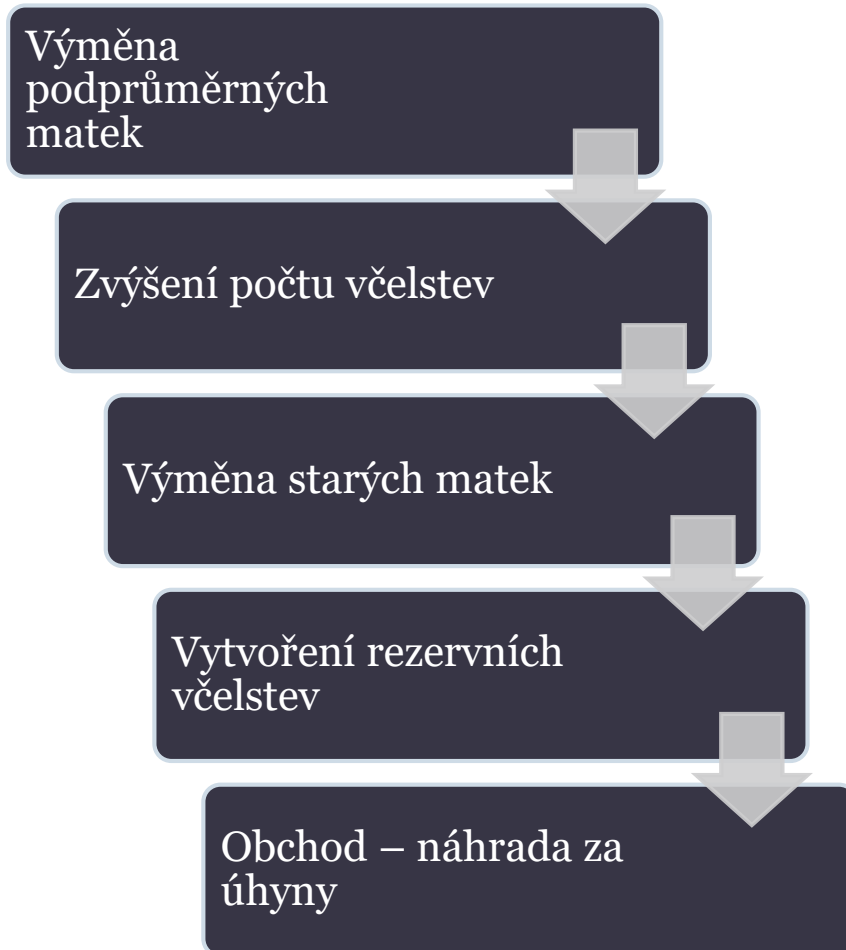 Výměna
podprůměrných
matek
Zvýšení počtu včelstev
Výměna starých matek
Vytvoření rezervních
včelstev
Obchod – náhrada za
úhyny